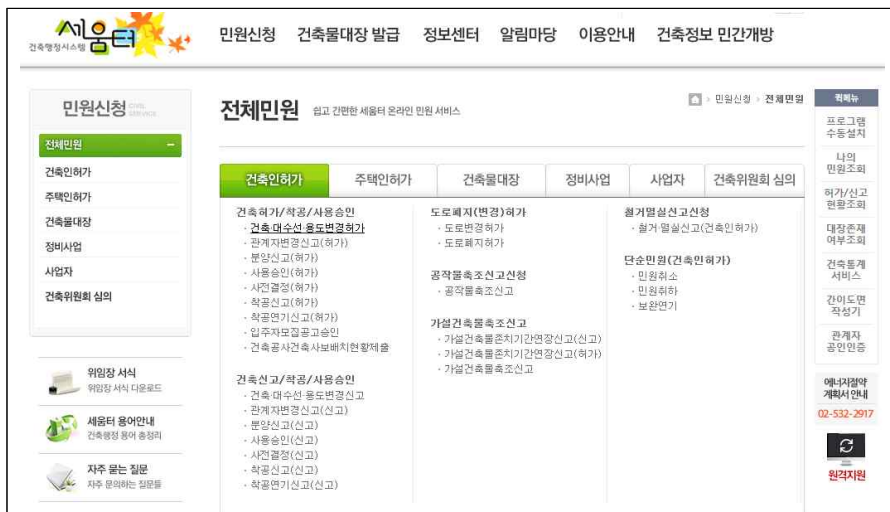 건축행정시스템 세움터
민원신청 건축물대장 발급 정보센터 알림마당 이용안내 건축정보 민간개방
민원신청 CIVIL SERVICE
전체민원
건축인허가
주택인허가
건축물대장
정비사업
사업자
건축위원회 심의
위임장 서식
위임장 서식 다운로드
세움터 용어안내
건축행정 용어 총정리
자주 묻는 질문
자주 문의하는 질문들
전체민원 쉽고 간편한 세움터 온라인 민원 서비스
> 민원신청 > 전체민원
건축인허가 주택인허가 건축물대장 정비사업 사업자 건축위원회 심의
건축허가/착공/사용승인
· 건축·대수선·용도변경허가
· 관계자변경신고(허가)
· 분양신고(허가)
· 사용승인(허가)
· 사전결정(허가)
· 착공신고(허가)
· 착공연기신고(허가)
· 입주자모집공고승인
· 건축공사건축사보배치현황제출
건축신고/착공/사용승인
· 건축·대수선·용도변경신고
· 관계자변경신고(신고)
· 분양신고(신고)
· 사용승인(신고)
· 사전결정(신고)
· 착공신고(신고)
· 착공연기신고(신고)
도로폐지(변경)허가
· 도로변경허가
· 도로폐지허가
공작물축조신고신청
· 공작물축조신고
가설건축물축조신고
· 가설건축물존치기간연장신고(신고)
· 가설건축물존치기간연장신고(허가)
· 가설건축물축조신고
철거멸실신고신청
· 철거·멸실신고(건축인허가)
단순민원(건축인허가)
· 민원취소
· 민원취하
· 보완연기
퀵메뉴
프로그램
수동설치
나의
민원조회
허가/신고
현황조회
대장존재
여부조회
건축통계
서비스
간이도면
작성기
관계자
공인인증
에너지절약
계획서 안내
02-532-2917
원격지원